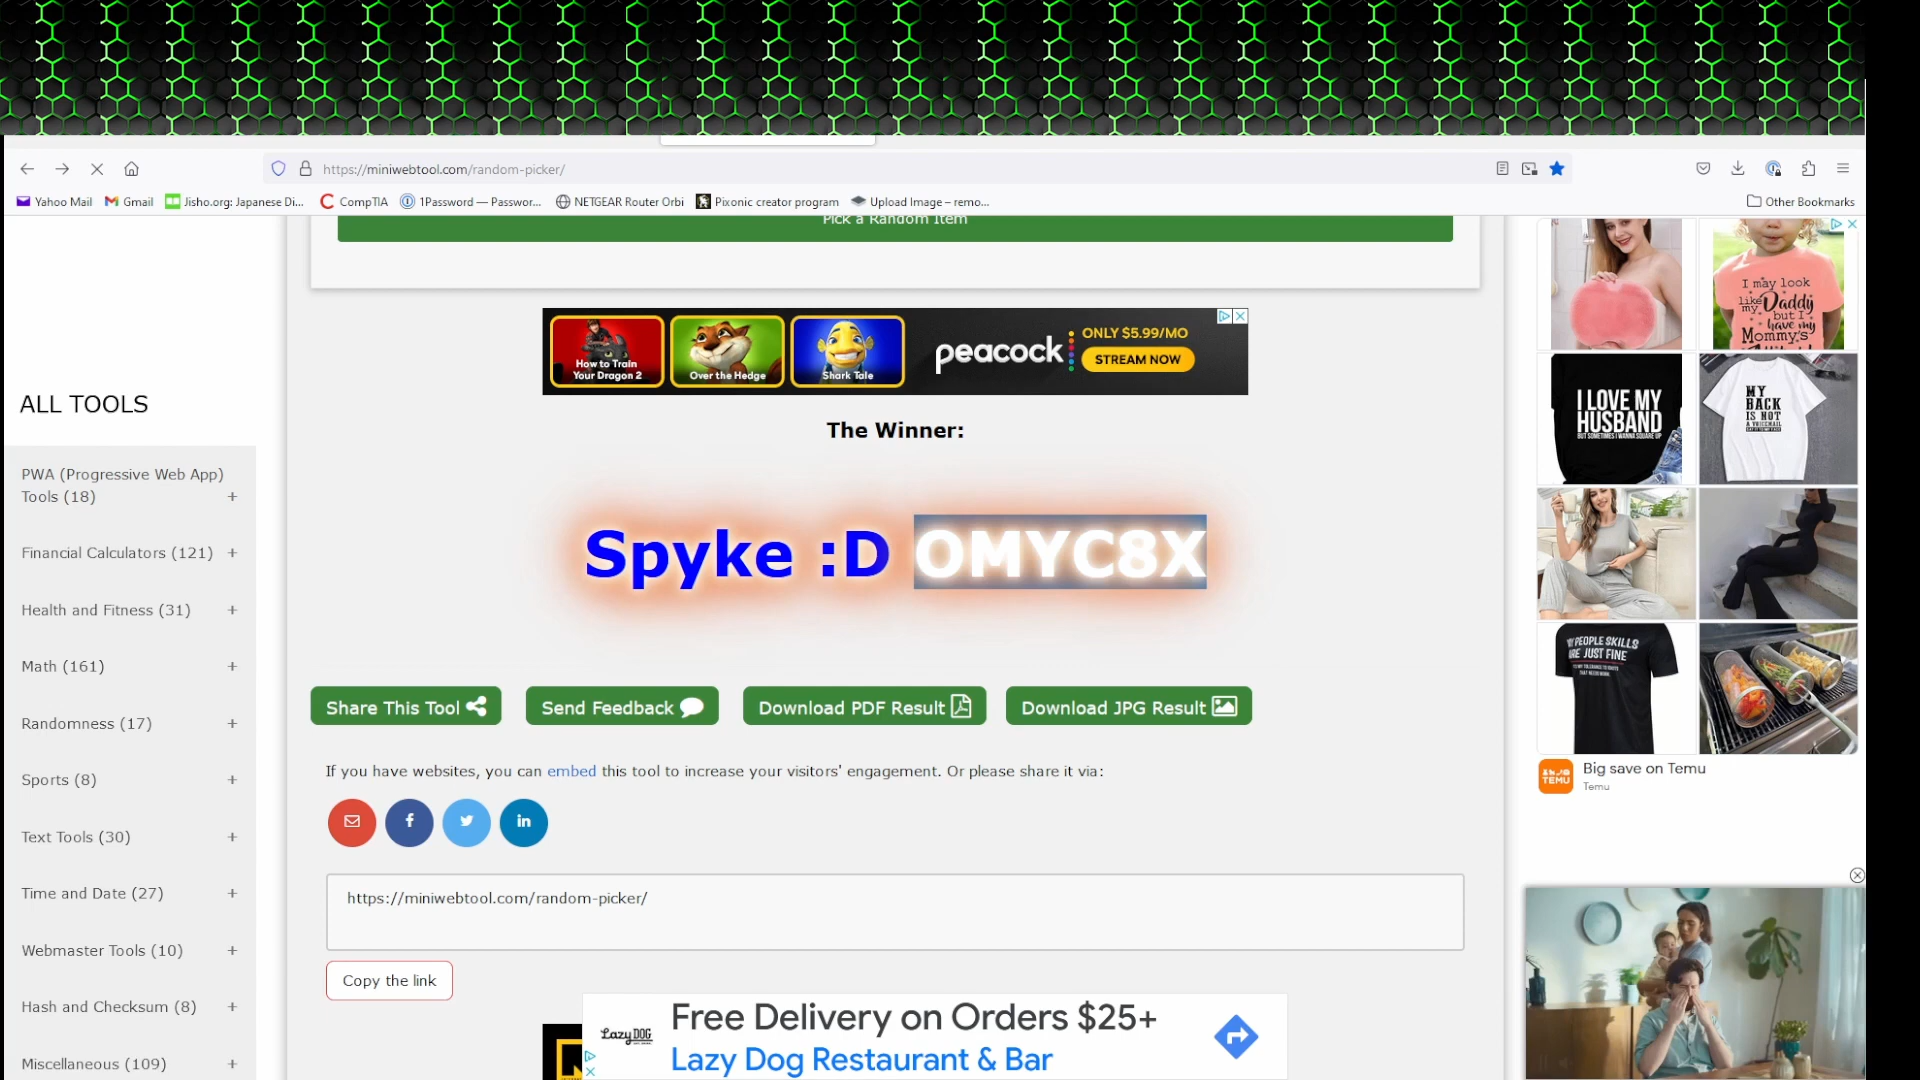 https://miniwebtool.com/random-picker/
Yahoo Mail
Gmail
Jisho.org: Japanese Di...
CompTIA
1Password — Passwor...
NETGEAR Router Orbi
Pixonic creator program
Upload Image – remo...
Other Bookmarks
Pick a Random Item
How to Train
Your Dragon 2
Over the Hedge
Shark Tale
peacock
ONLY $5.99/MO
STREAM NOW
The Winner:
Spyke :D OMYC8X
Share This Tool
Send Feedback
Download PDF Result
Download JPG Result
If you have websites, you can embed this tool to increase your visitors' engagement. Or please share it via:
https://miniwebtool.com/random-picker/
Copy the link
Lazy DOG
Free Delivery on Orders $25+
Lazy Dog Restaurant & Bar
ALL TOOLS
PWA (Progressive Web App)
Tools (18) +
Financial Calculators (121) +
Health and Fitness (31) +
Math (161) +
Randomness (17) +
Sports (8) +
Text Tools (30) +
Time and Date (27) +
Webmaster Tools (10) +
Hash and Checksum (8) +
Miscellaneous (109) +
I may look
like Daddy
but I
have my
Mommy's
I LOVE MY
HUSBAND
BUT SOMETIMES I WANNA SQUARE UP
MY
BACK
IS NOT
A VOICEMAIL
MY PEOPLE SKILLS
ARE JUST FINE
TEMU
Big save on Temu
Temu